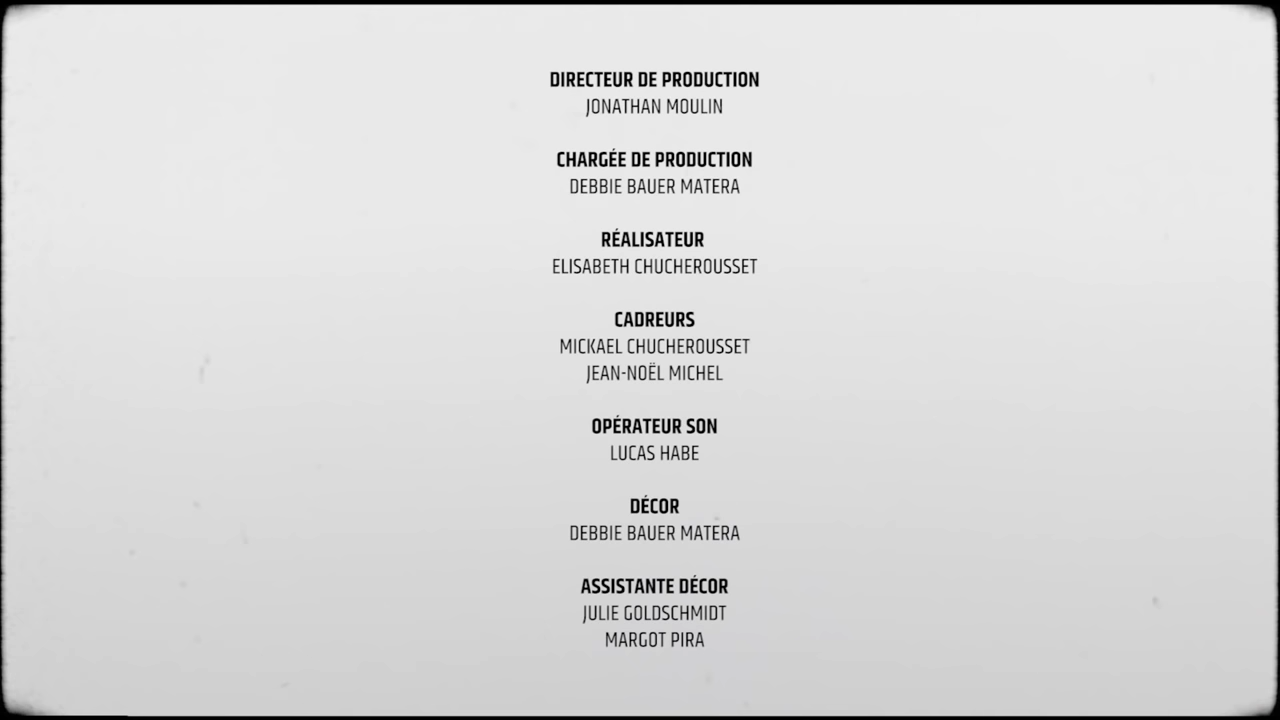 DIRECTEUR DE PRODUCTION
JONATHAN MOULIN
CHARGÉE DE PRODUCTION
DEBBIE BAUER MATERA
RÉALISATEUR
ELISABETH CHUCHEROUSSET
CADREURS
MICKAEL CHUCHEROUSSET
JEAN-NOËL MICHEL
OPÉRATEUR SON
LUCAS HABE
DÉCOR
DEBBIE BAUER MATERA
ASSISTANTE DÉCOR
JULIE GOLDSCHMIDT
MARGOT PIRA